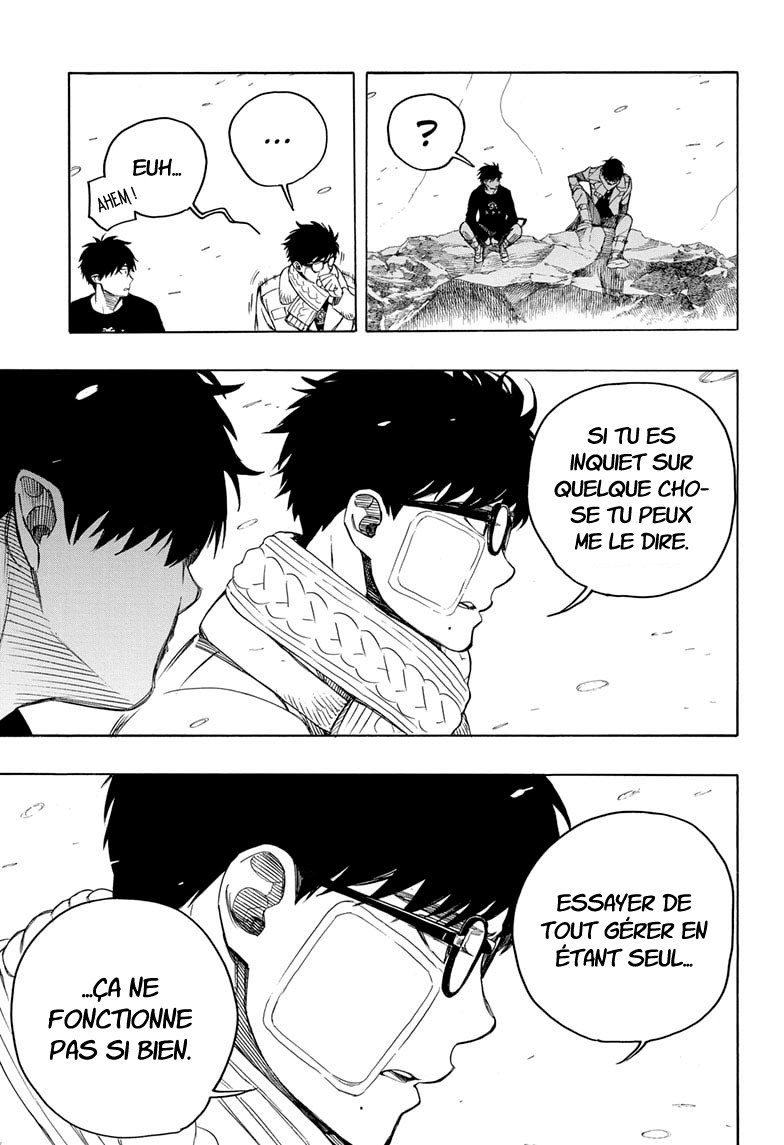 ?
...
EUH...
AHEM !
SI TU ES
INQUIET SUR
QUELQUE CHO-
SE TU PEUX
ME LE DIRE.
ESSAYER DE
TOUT GÉRER EN
ÉTANT SEUL...
...ÇA NE
FONCTIONNE
PAS SI BIEN.